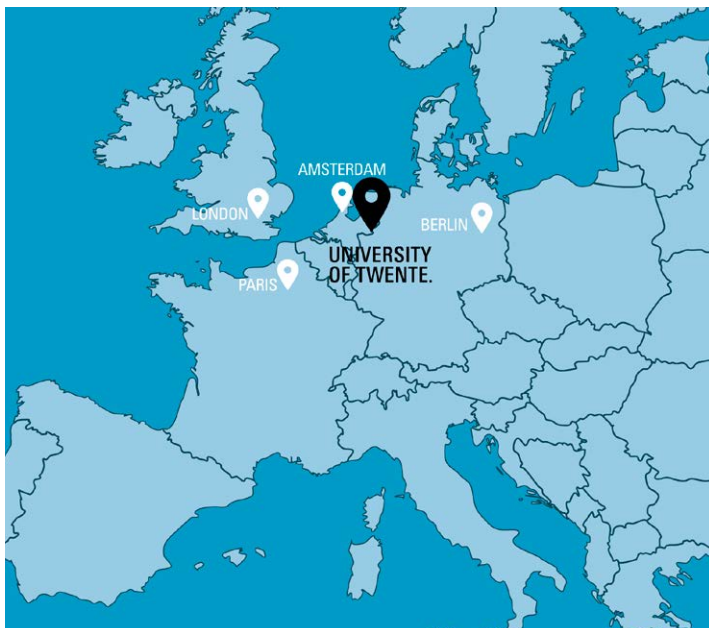 AMSTERDAM
LONDON
BERLIN
UNIVERSITY
OF TWENTE.
PARIS